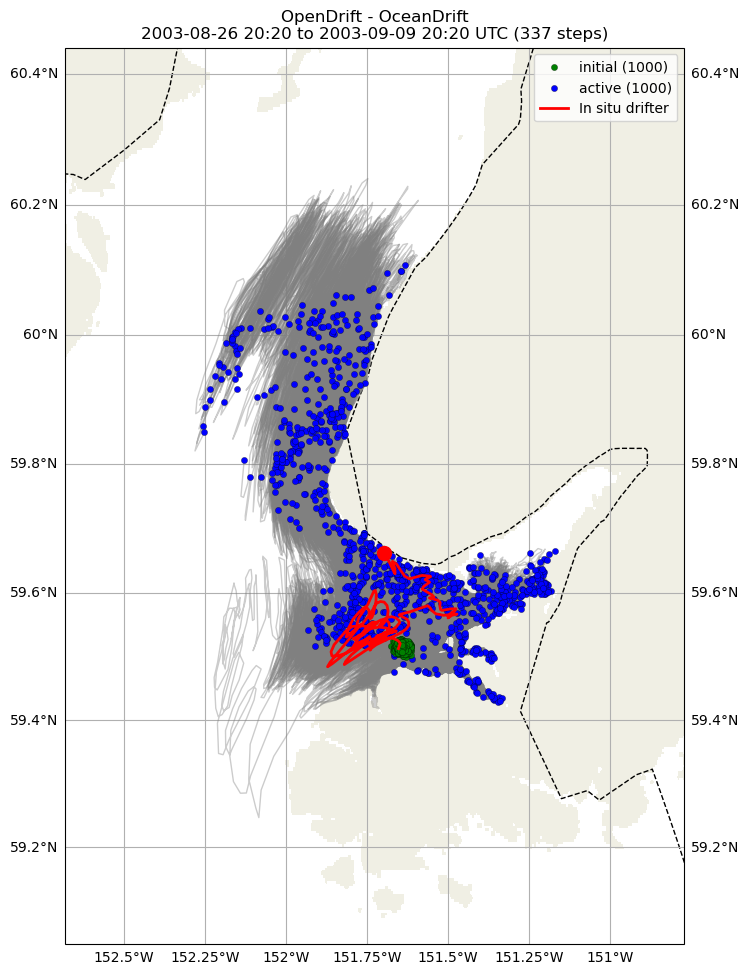 OpenDrift - OceanDrift
2003-08-26 20:20 to 2003-09-09 20:20 UTC (337 steps)
initial (1000)
active (1000)
In situ drifter
60.4°N
60.4°N
60.2°N
60.2°N
60°N
60°N
59.8°N
59.8°N
59.6°N
59.6°N
59.4°N
59.4°N
59.2°N
59.2°N
152.5°W
152.25°W
152°W
151.75°W
151.5°W
151.25°W
151°W